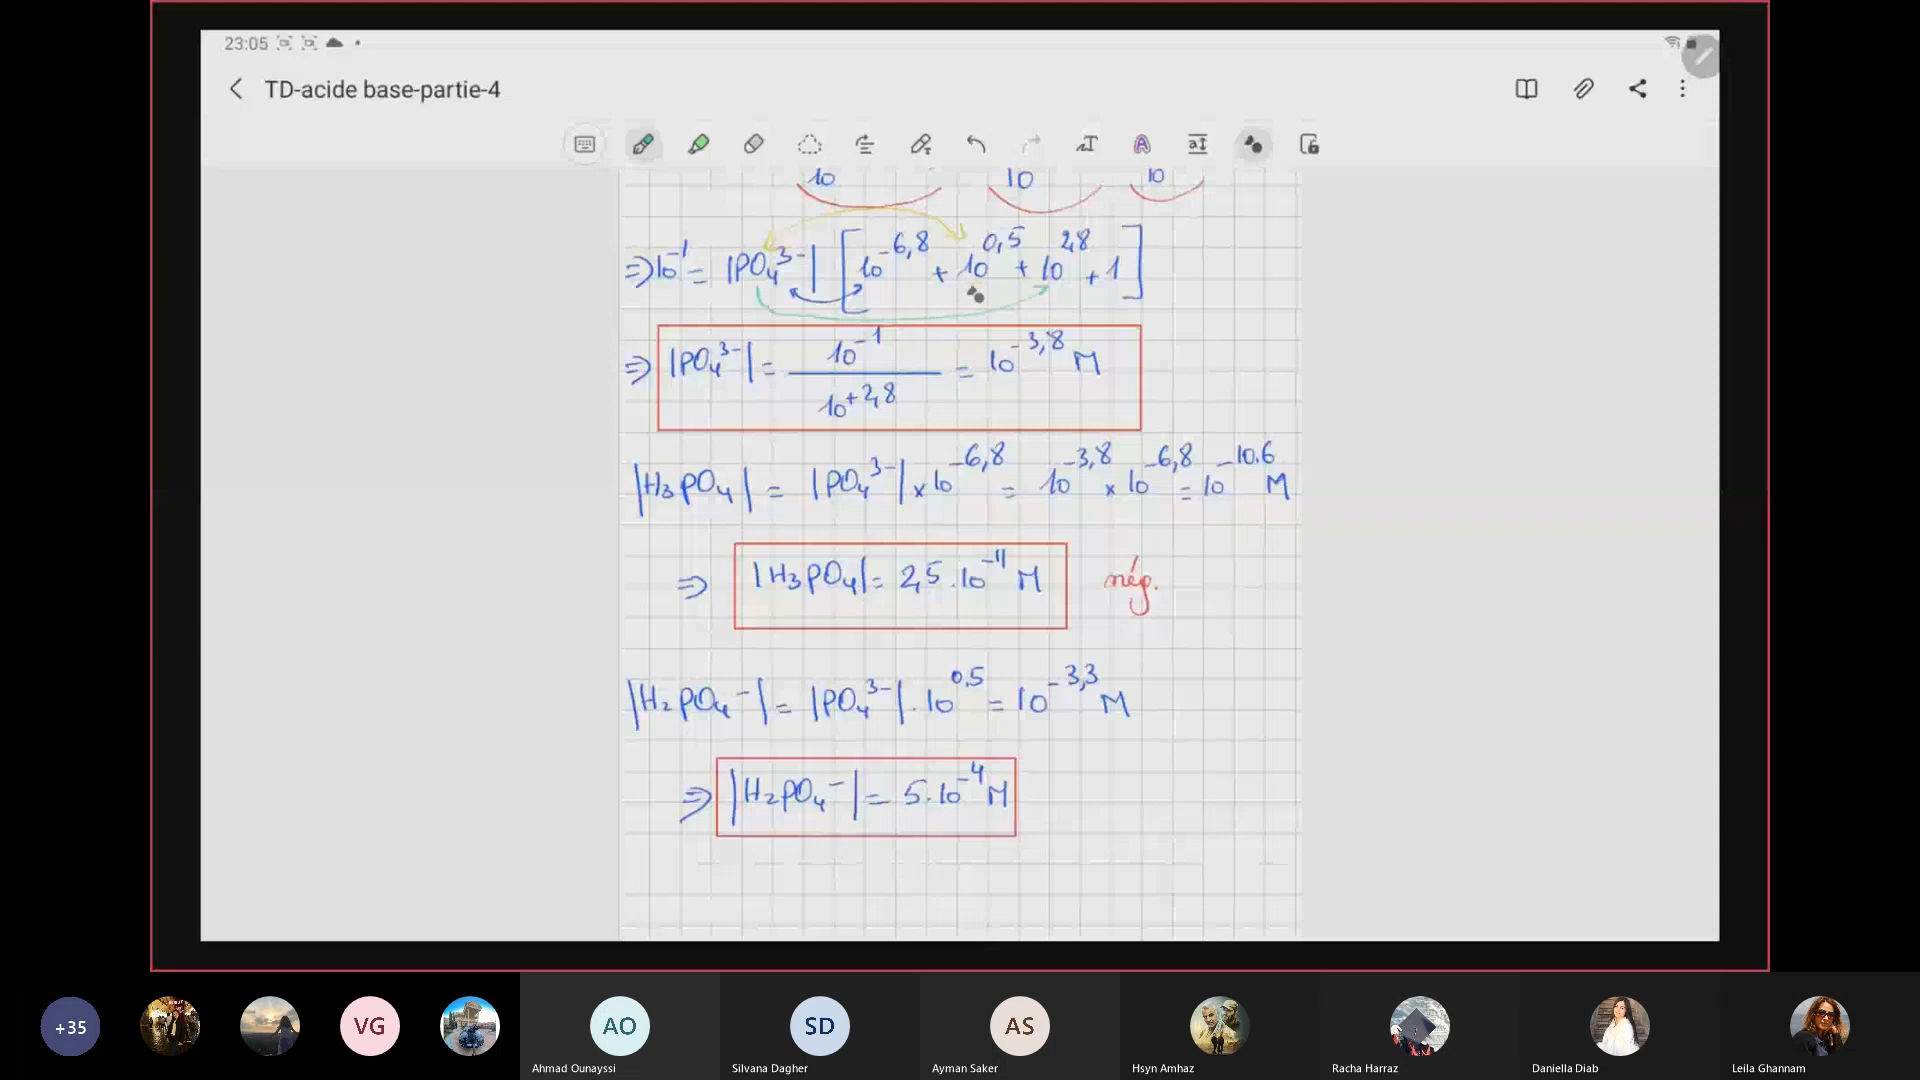 23:05
TD-acide base-partie-4
10 10 10
⇒ 10⁻¹ = |PO₄³⁻| [10⁻⁶,⁸ + 10⁰,⁵ + 10²,⁸ + 1]
⇒ |PO₄³⁻| = 10⁻¹ / 10⁺²,⁸ = 10⁻³,⁸ M
|H₃PO₄| = |PO₄³⁻| × 10⁻⁶,⁸ = 10⁻³,⁸ × 10⁻⁶,⁸ = 10⁻¹⁰·⁶ M
⇒ |H₃PO₄| = 2,5 . 10⁻¹¹ M nég.
|H₂PO₄⁻| = |PO₄³⁻| . 10⁰,⁵ = 10⁻³,³ M
⇒ |H₂PO₄⁻| = 5 . 10⁻⁴ M
+35 VG AO SD AS
Ahmad Ounayssi Silvana Dagher Ayman Saker Hsyn Amhaz Racha Harraz Daniella Diab Leila Ghannam